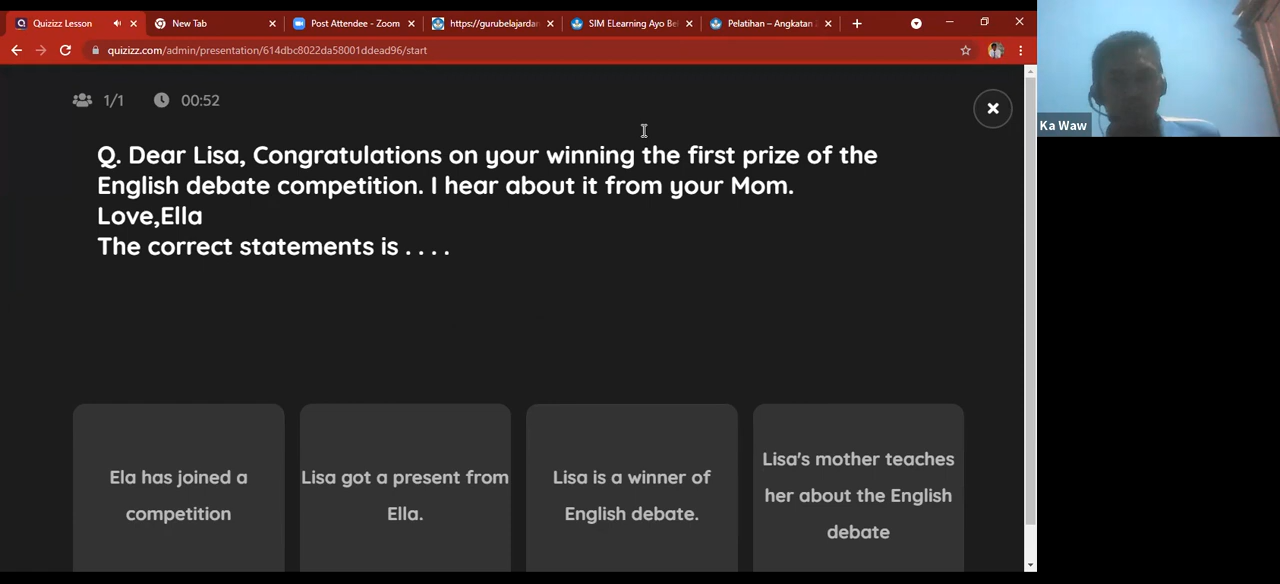 Quizizz Lesson
New Tab
Post Attendee - Zoom
https://gurubelajardan
SIM ELearning Ayo Bel
Pelatihan – Angkatan
quizizz.com/admin/presentation/614dbc8022da58001ddead96/start
Ka Waw
1/1
00:52
Q. Dear Lisa, Congratulations on your winning the first prize of the
English debate competition. I hear about it from your Mom.
Love,Ella
The correct statements is . . . .
Ela has joined a
competition
Lisa got a present from
Ella.
Lisa is a winner of
English debate.
Lisa's mother teaches
her about the English
debate